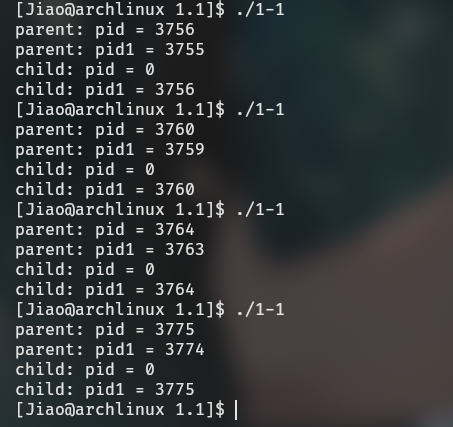 [Jiao@archlinux 1.1]$ ./1-1
parent: pid = 3756
parent: pid1 = 3755
child: pid = 0
child: pid1 = 3756
[Jiao@archlinux 1.1]$ ./1-1
parent: pid = 3760
parent: pid1 = 3759
child: pid = 0
child: pid1 = 3760
[Jiao@archlinux 1.1]$ ./1-1
parent: pid = 3764
parent: pid1 = 3763
child: pid = 0
child: pid1 = 3764
[Jiao@archlinux 1.1]$ ./1-1
parent: pid = 3775
parent: pid1 = 3774
child: pid = 0
child: pid1 = 3775
[Jiao@archlinux 1.1]$